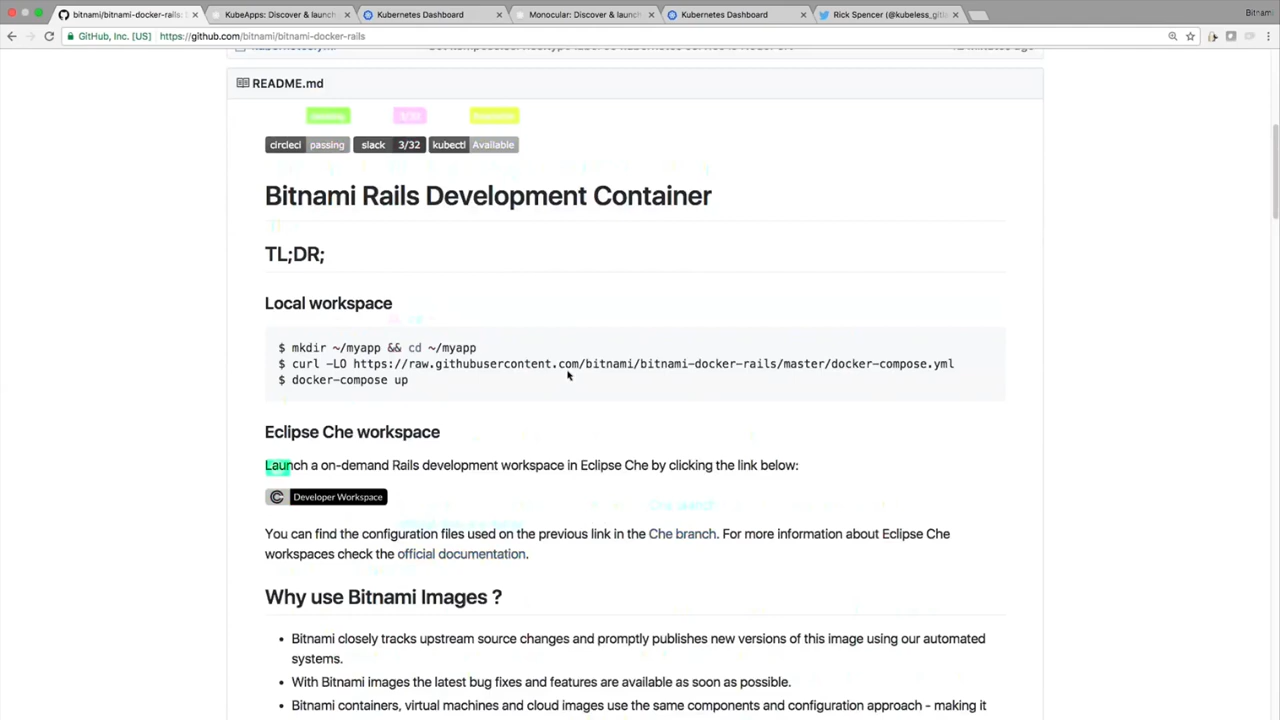 bitnami/bitnami-docker-rails:
KubeApps: Discover & launch
Kubernetes Dashboard
Monocular: Discover & launch
Kubernetes Dashboard
Rick Spencer (@kubeless_git
Bitnami
GitHub, Inc. [US]
https://github.com/bitnami/bitnami-docker-rails
README.md
circleci passing slack 3/32 kubectl Available
Bitnami Rails Development Container
TL;DR;
Local workspace
$ mkdir ~/myapp && cd ~/myapp
$ curl -LO https://raw.githubusercontent.com/bitnami/bitnami-docker-rails/master/docker-compose.yml
$ docker-compose up
Eclipse Che workspace
Launch a on-demand Rails development workspace in Eclipse Che by clicking the link below:
Developer Workspace
You can find the configuration files used on the previous link in the Che branch. For more information about Eclipse Che
workspaces check the official documentation.
Why use Bitnami Images ?
• Bitnami closely tracks upstream source changes and promptly publishes new versions of this image using our automated
systems.
• With Bitnami images the latest bug fixes and features are available as soon as possible.
• Bitnami containers, virtual machines and cloud images use the same components and configuration approach - making it